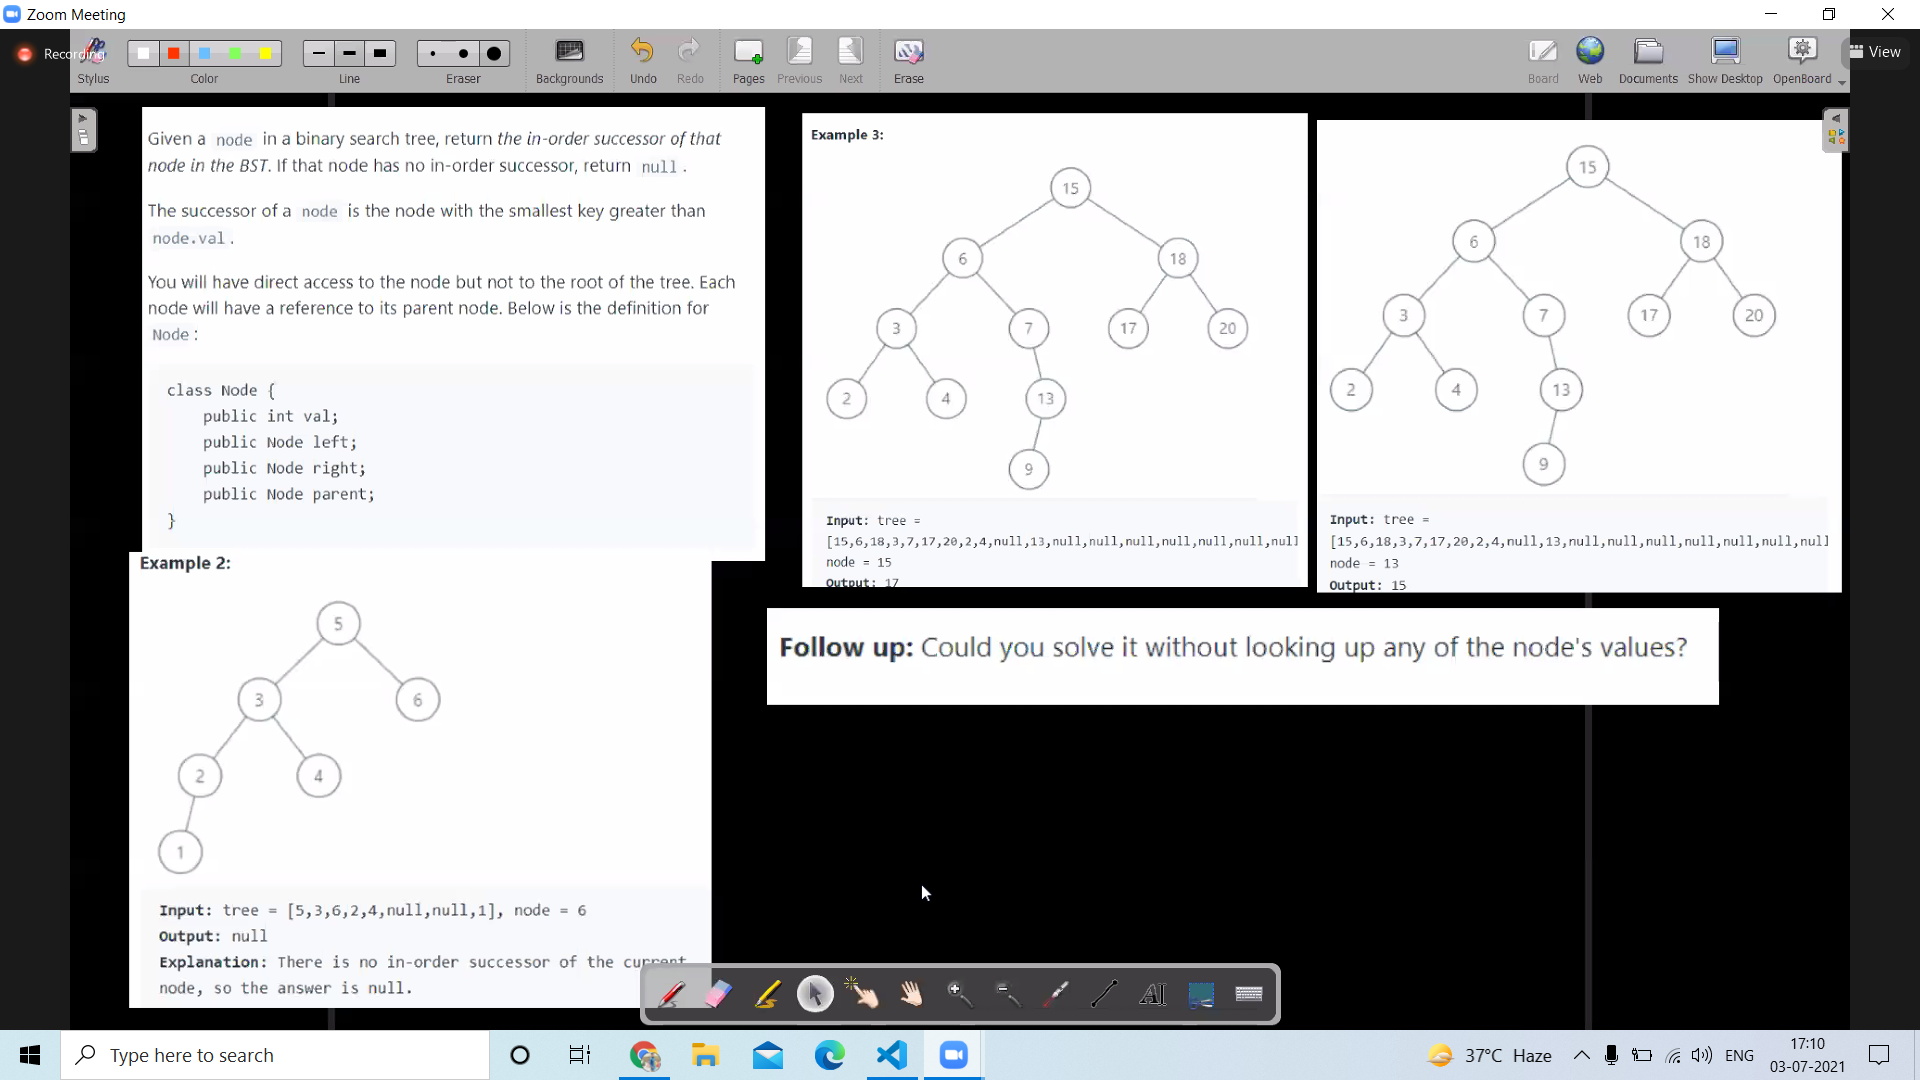 Zoom Meeting
Recording
Stylus
Color
Line
Eraser
Backgrounds
Undo
Redo
Pages
Previous
Next
Erase
Board
Web
Documents
Show Desktop
OpenBoard
View
Given a node in a binary search tree, return the in-order successor of that
node in the BST. If that node has no in-order successor, return null .
The successor of a node is the node with the smallest key greater than
node.val .
You will have direct access to the node but not to the root of the tree. Each
node will have a reference to its parent node. Below is the definition for
Node :
class Node {
public int val;
public Node left;
public Node right;
public Node parent;
}
Example 2:
5
3 6
2 4
1
Input: tree = [5,3,6,2,4,null,null,1], node = 6
Output: null
Explanation: There is no in-order successor of the current
node, so the answer is null.
Example 3:
15
6 18
3 7 17 20
2 4 13
9
Input: tree =
[15,6,18,3,7,17,20,2,4,null,13,null,null,null,null,null,null,null
node = 15
Output: 17
15
6 18
3 7 17 20
2 4 13
9
Input: tree =
[15,6,18,3,7,17,20,2,4,null,13,null,null,null,null,null,null,null
node = 13
Output: 15
Follow up: Could you solve it without looking up any of the node's values?
AI
Type here to search
37°C Haze
ENG
17:10
03-07-2021